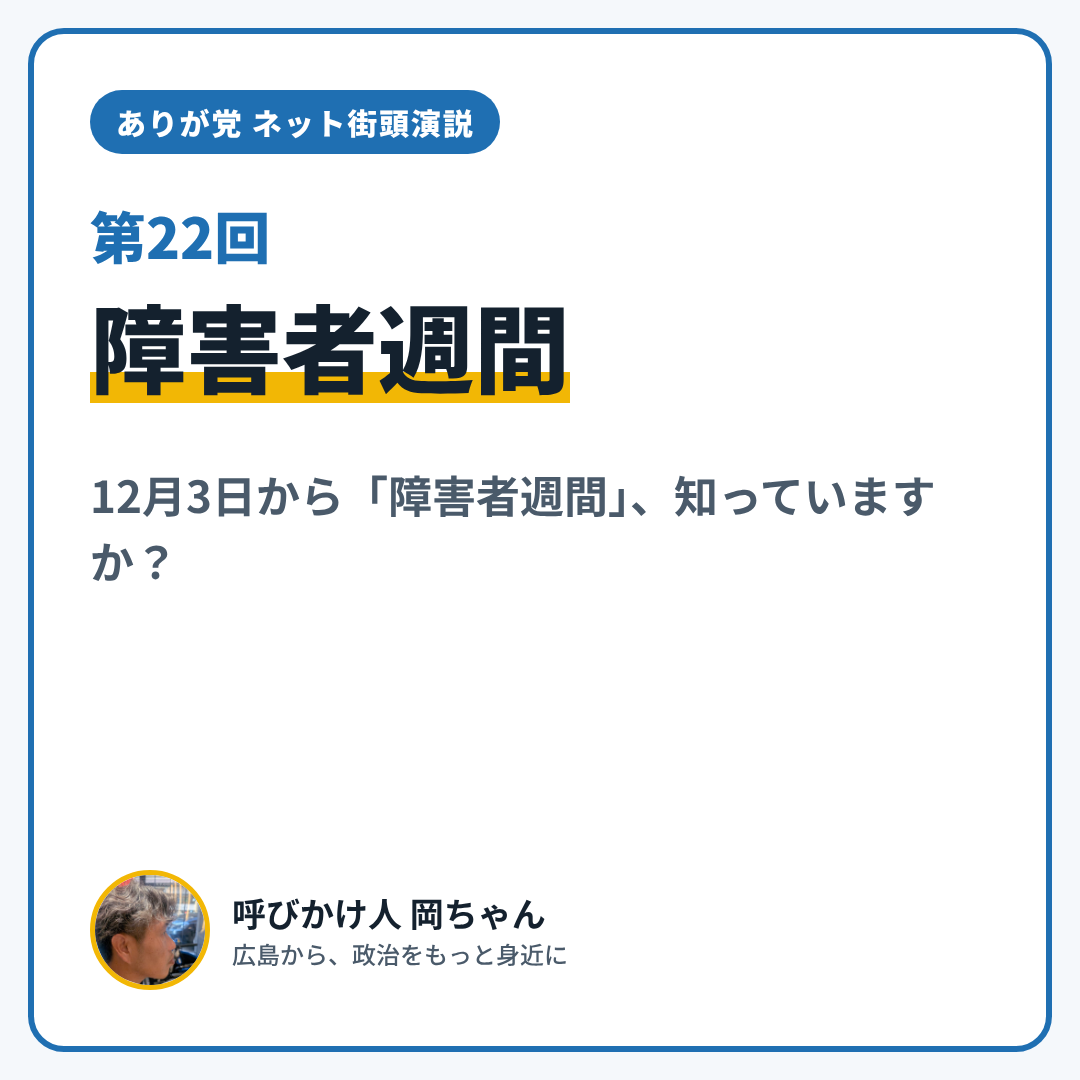 ありが党 ネット街頭演説
第22回
障害者週間
12月3日から「障害者週間」、知っています
か？
呼びかけ人 岡ちゃん
広島から、政治をもっと身近に